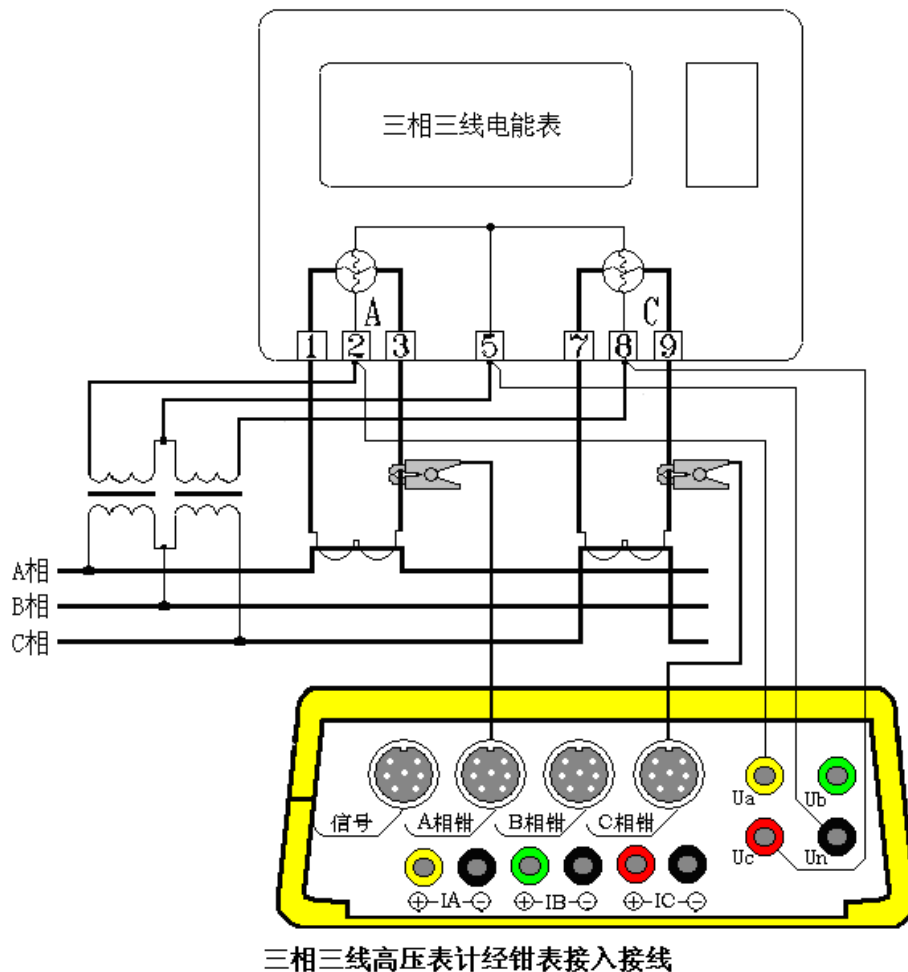 三相三线电能表
A C
1 2 3 5 7 8 9
A相
B相
C相
Ua Ub
信号 A相钳 B相钳 C相钳
Uc Un
+ IA - + IB - + IC -
三相三线高压表计经钳表接入接线